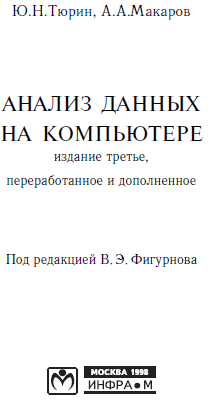 Ю.Н.Тюрин, А.А.Макаров
АНАЛИЗ ДАННЫХ
НА КОМПЬЮТЕРЕ
издание третье,
переработанное и дополненное
Под редакцией В.Э.Фигурнова
МОСКВА 1998
ИНФРА•М